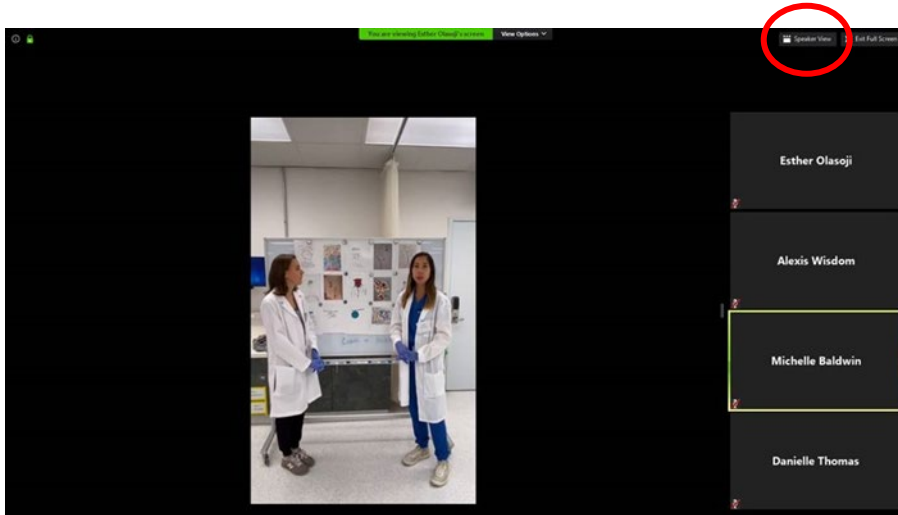 You are viewing Esther Olasoji's screen View Options
Speaker View
Exit Full Screen
Esther Olasoji
Alexis Wisdom
Michelle Baldwin
Danielle Thomas